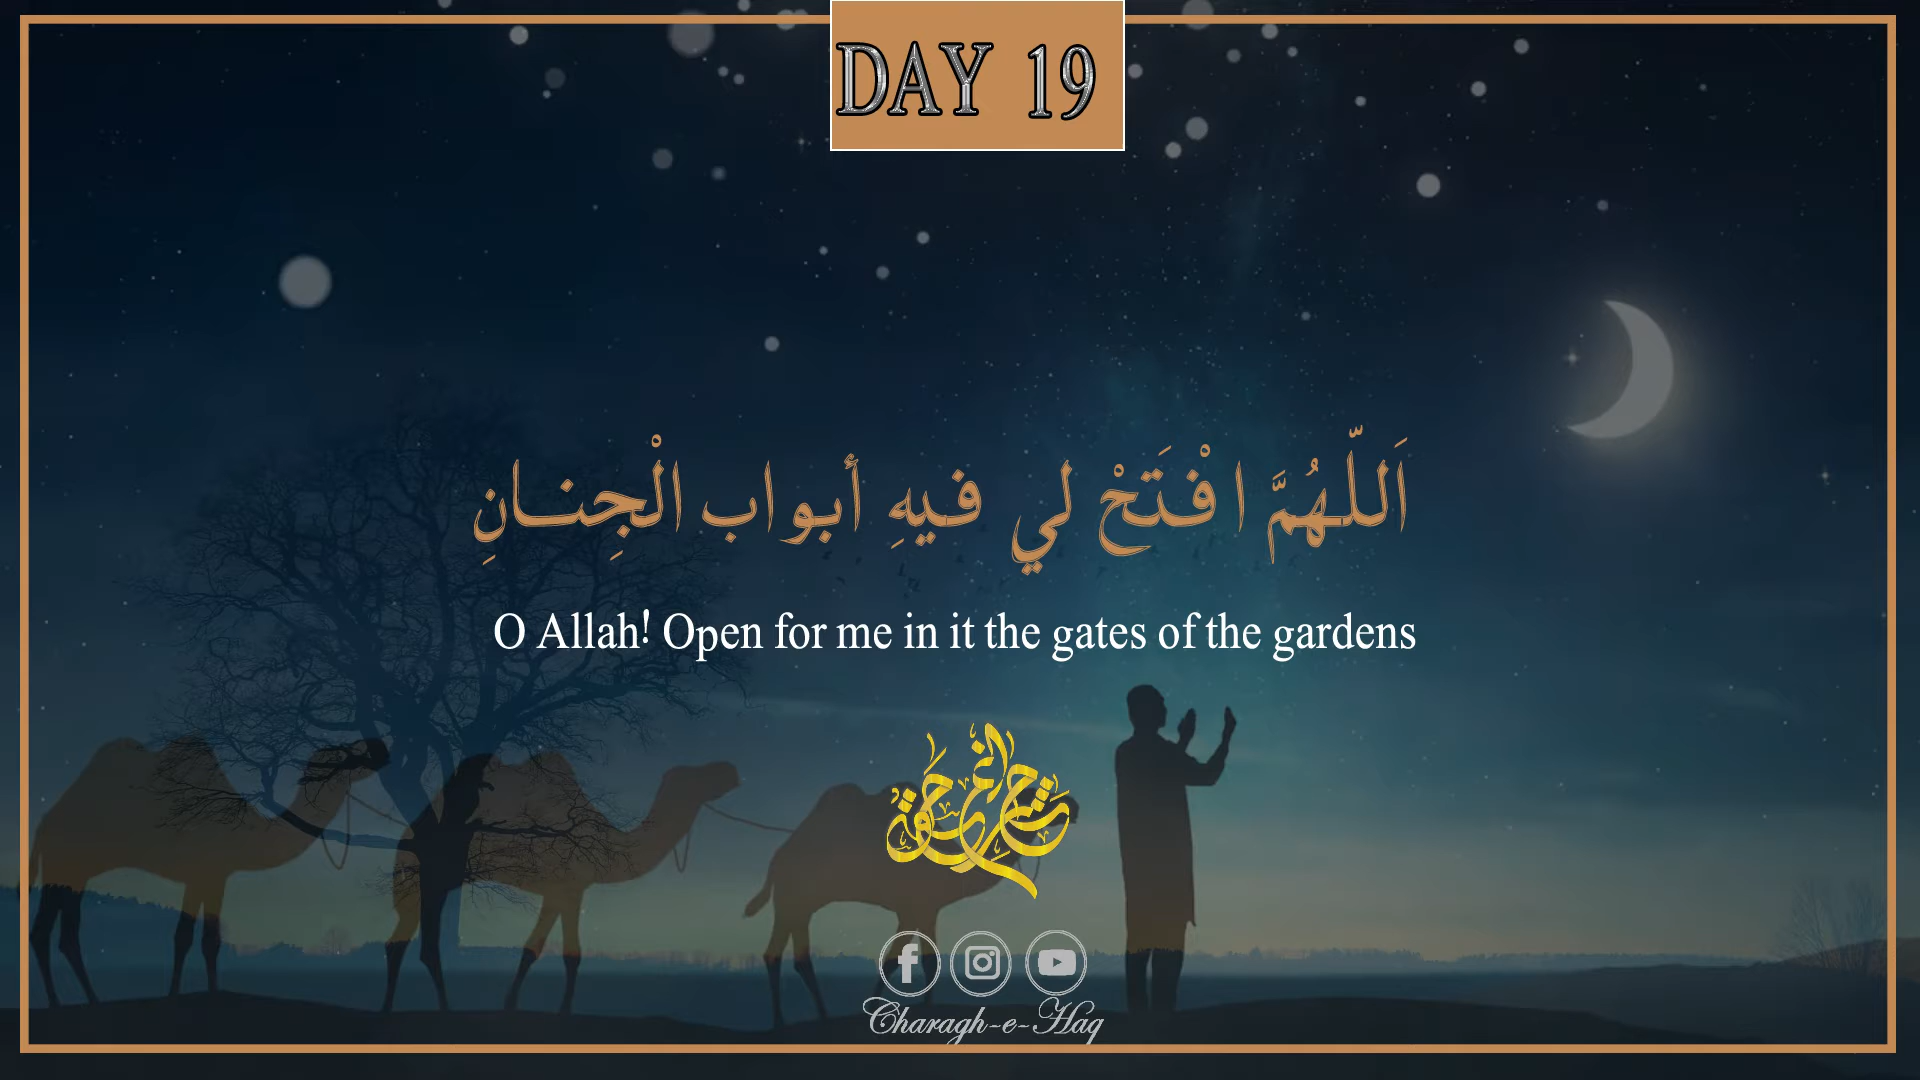 DAY 19
اَللّهُمَّ افْتَحْ لي فيهِ أبواب الْجِنـانِ
O Allah! Open for me in it the gates of the gardens
Charagh-e-Haq